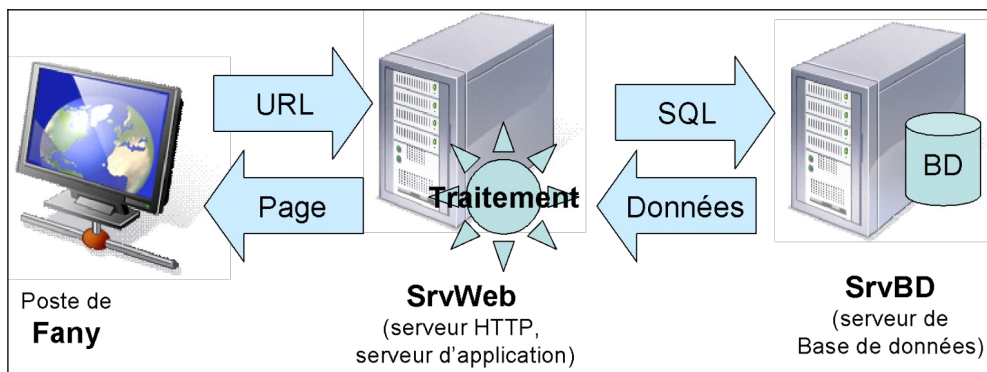 URL
Page
Traitement
SQL
Données
BD
Poste de
Fany
SrvWeb
(serveur HTTP,
serveur d'application)
SrvBD
(serveur de
Base de données)